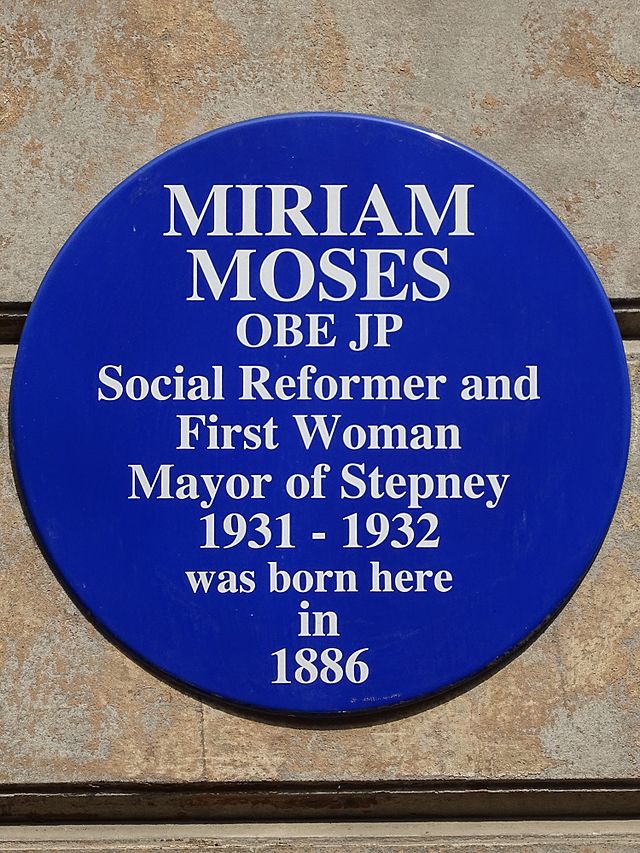 MIRIAM
MOSES
OBE JP
Social Reformer and
First Woman
Mayor of Stepney
1931 - 1932
was born here
in
1886